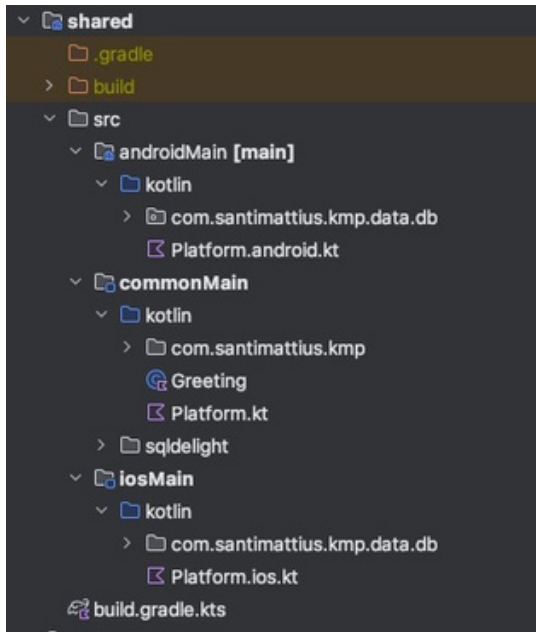 shared
.gradle
build
src
androidMain [main]
kotlin
com.santimattius.kmp.data.db
Platform.android.kt
commonMain
kotlin
com.santimattius.kmp
Greeting
Platform.kt
sqldelight
iosMain
kotlin
com.santimattius.kmp.data.db
Platform.ios.kt
build.gradle.kts